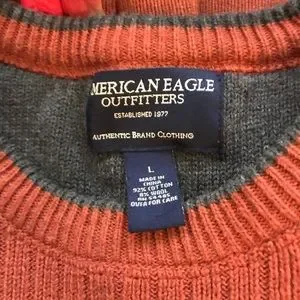 MERICAN EAGLE
OUTFITTERS
ESTABLISHED 1977
AUTHENTIC BRAND CLOTHING
L
MADE IN
CHINA
92% COTTON
8% WOOL